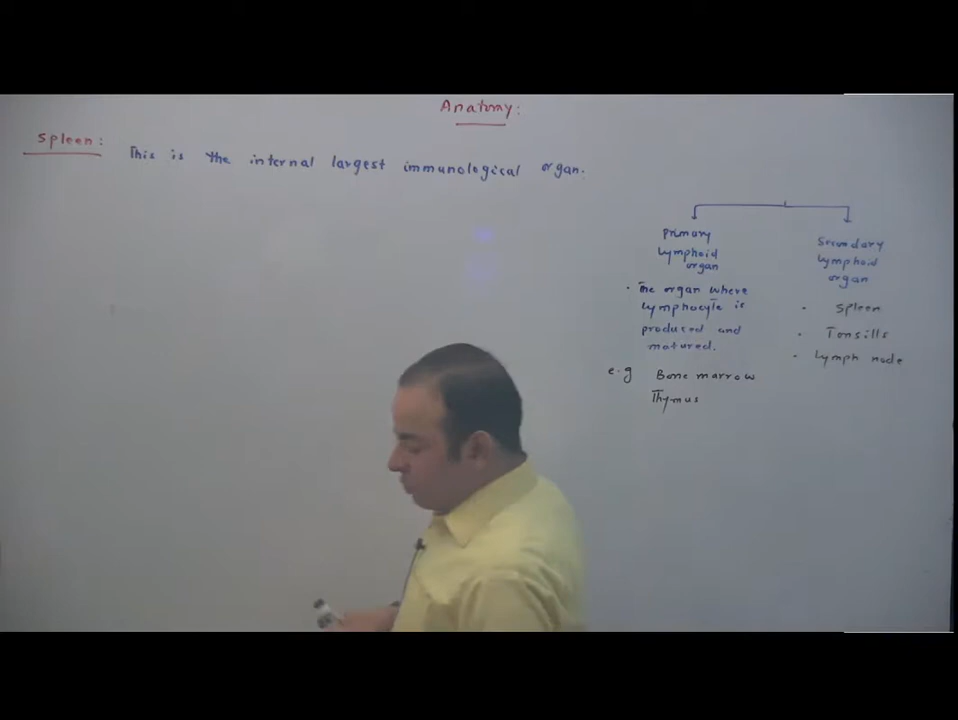 Anatomy:
Spleen: This is the internal largest immunological organ.
Primary
Lymphoid
organ
• The organ where
lymphocyte is
produced and
matured.
e.g Bone marrow
Thymus
Secondary
Lymphoid
organ
- Spleen
- Tonsills
- Lymph node